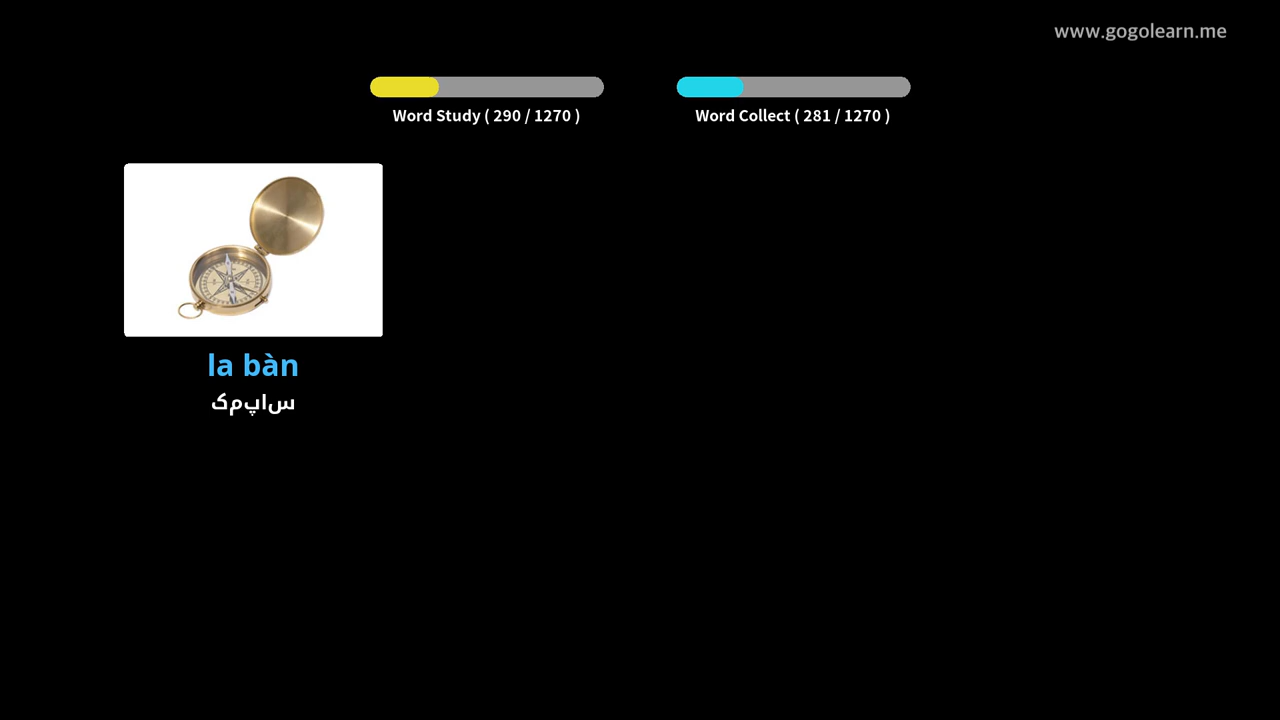 www.gogolearn.me
Word Study ( 290 / 1270 )
Word Collect ( 281 / 1270 )
la bàn
کمپاس